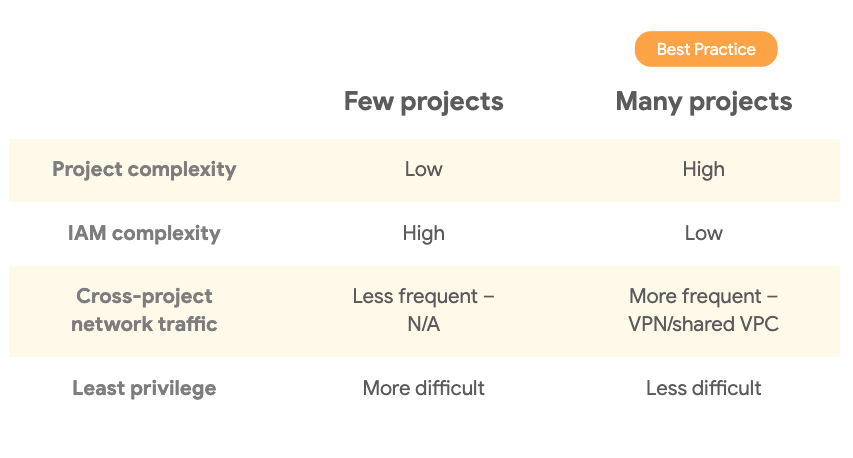 Best Practice
Few projects
Many projects
Project complexity
Low
High
IAM complexity
High
Low
Cross-project
network traffic
Less frequent –
N/A
More frequent –
VPN/shared VPC
Least privilege
More difficult
Less difficult